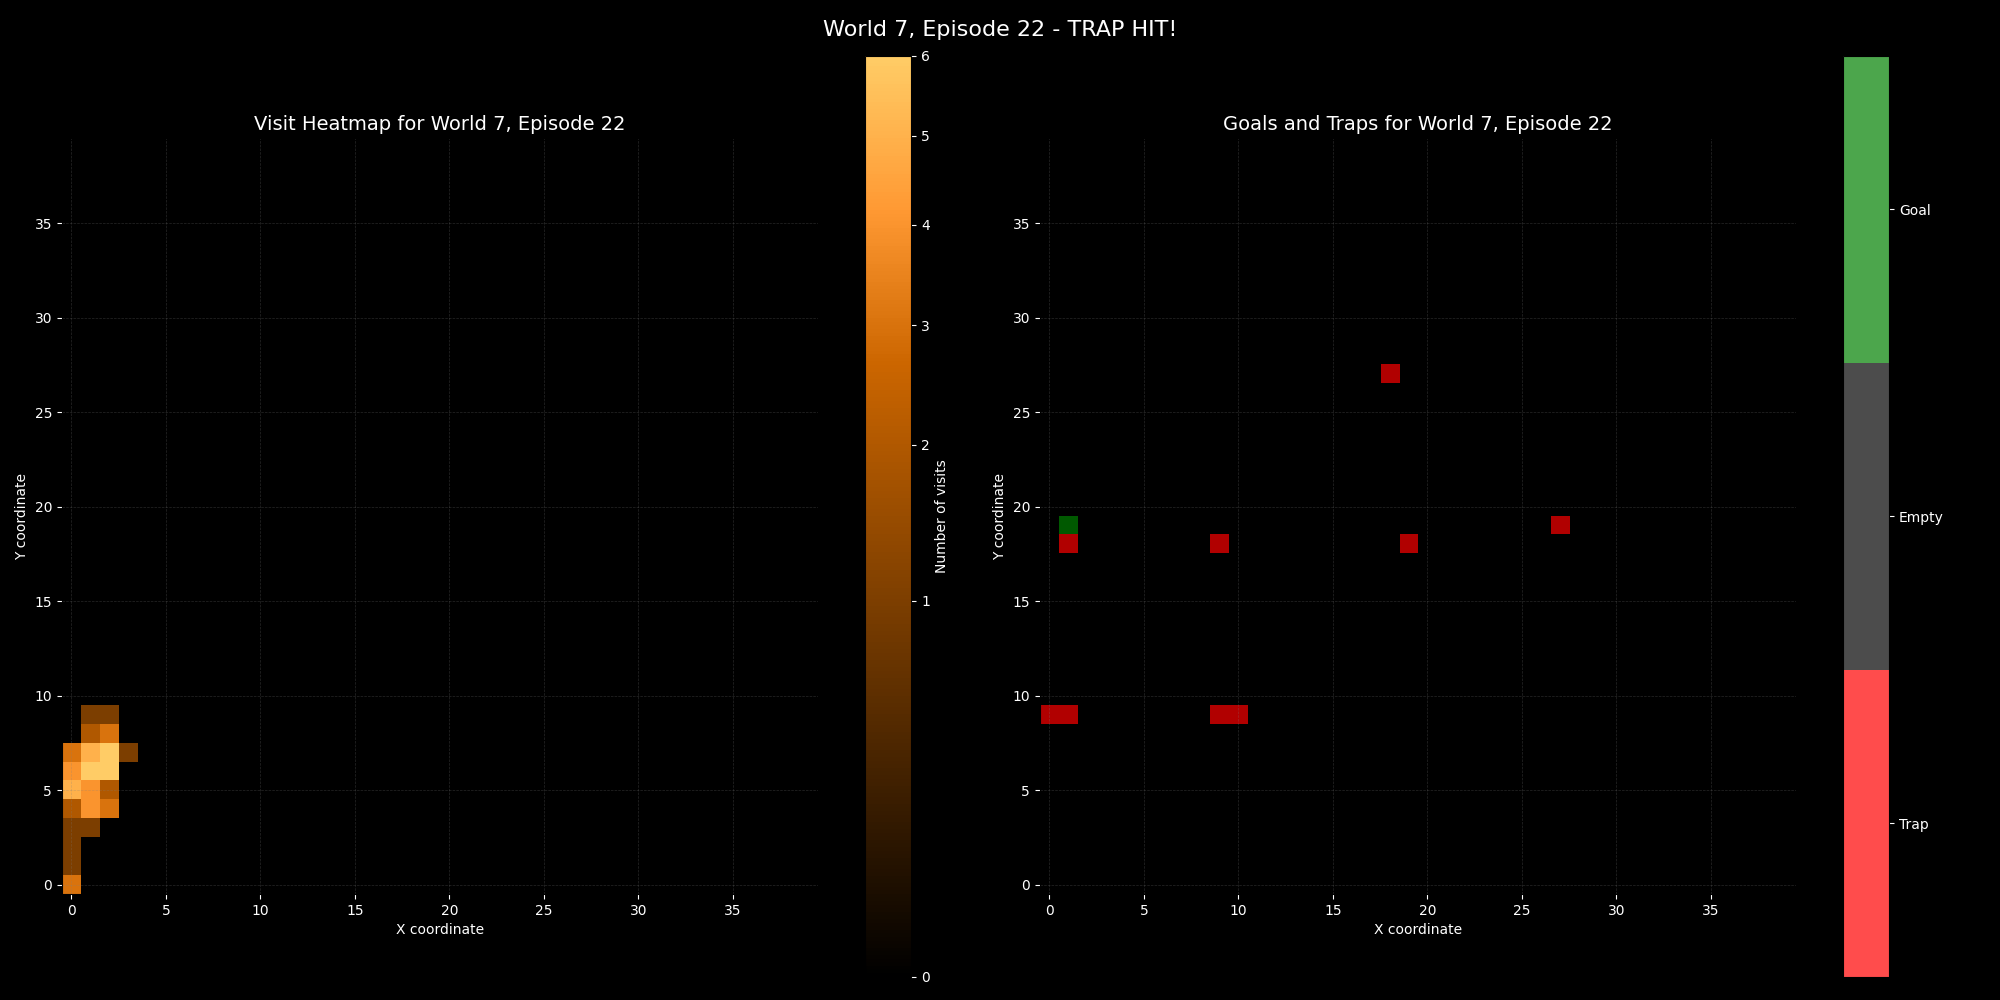 World 7, Episode 22 - TRAP HIT!
Visit Heatmap for World 7, Episode 22
35
30
25
20
15
10
5
0
0 5 10 15 20 25 30 35
X coordinate
Y coordinate
6
5
4
3
2
1
0
Number of visits
Goals and Traps for World 7, Episode 22
35
30
25
20
15
10
5
0
0 5 10 15 20 25 30 35
X coordinate
Y coordinate
Goal
Empty
Trap